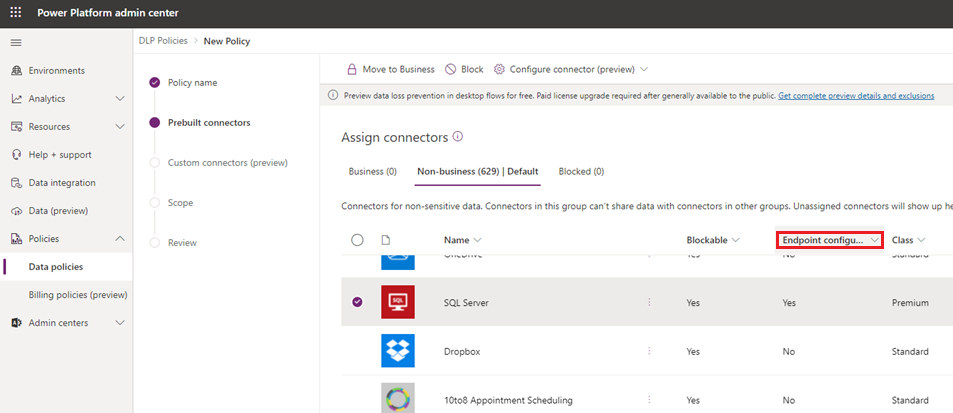 Power Platform admin center
DLP Policies > New Policy
Environments
Analytics
Resources
Help + support
Data integration
Data (preview)
Policies
Data policies
Billing policies (preview)
Admin centers
Policy name
Prebuilt connectors
Custom connectors (preview)
Scope
Review
Move to Business Block Configure connector (preview)
Preview data loss prevention in desktop flows for free. Paid license upgrade required after generally available to the public. Get complete preview details and exclusions
Assign connectors
Business (0) Non-business (629) | Default Blocked (0)
Connectors for non-sensitive data. Connectors in this group can't share data with connectors in other groups. Unassigned connectors will show up he
Name Blockable Endpoint configu... Class
OneDrive Yes No Standard
SQL
SQL Server Yes Yes Premium
Dropbox Yes No Standard
10to8 Appointment Scheduling Yes No Standard